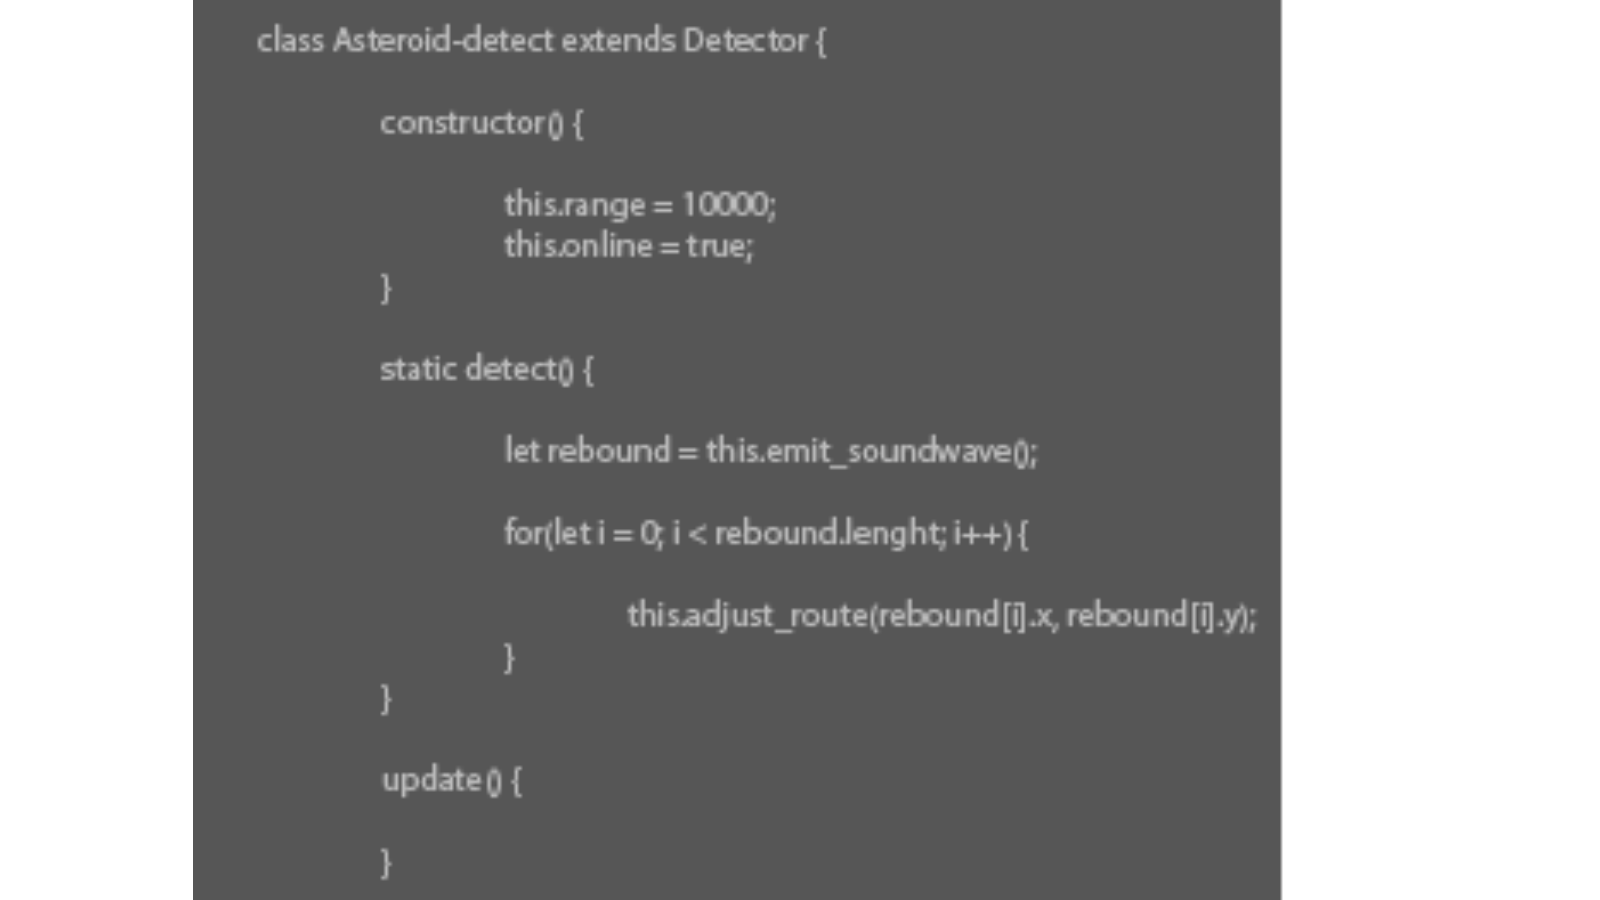 class Asteroid-detect extends Detector {
constructor() {
this.range = 10000;
this.online = true;
}
static detect() {
let rebound = this.emit_soundwave();
for(let i = 0; i < rebound.lenght; i++) {
this.adjust_route(rebound[i].x, rebound[i].y);
}
}
update() {
}